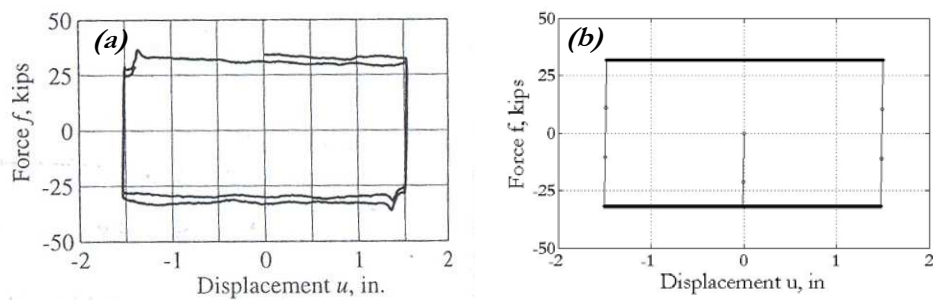 (a)
50
25
0
-25
-50
Force f, kips
-2 -1 0 1 2
Displacement u, in.
(b)
50
25
0
-25
-50
Force f, kips
-2 -1 0 1 2
Displacement u, in